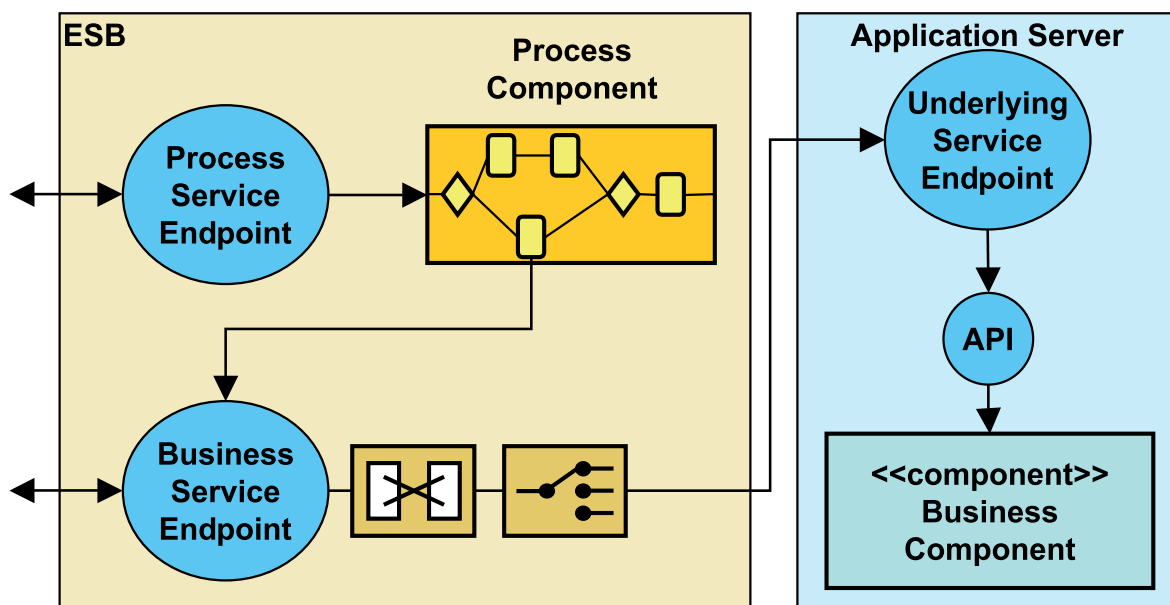 ESB
Process
Component
Process
Service
Endpoint
Business
Service
Endpoint
Application Server
Underlying
Service
Endpoint
API
<<component>>
Business
Component